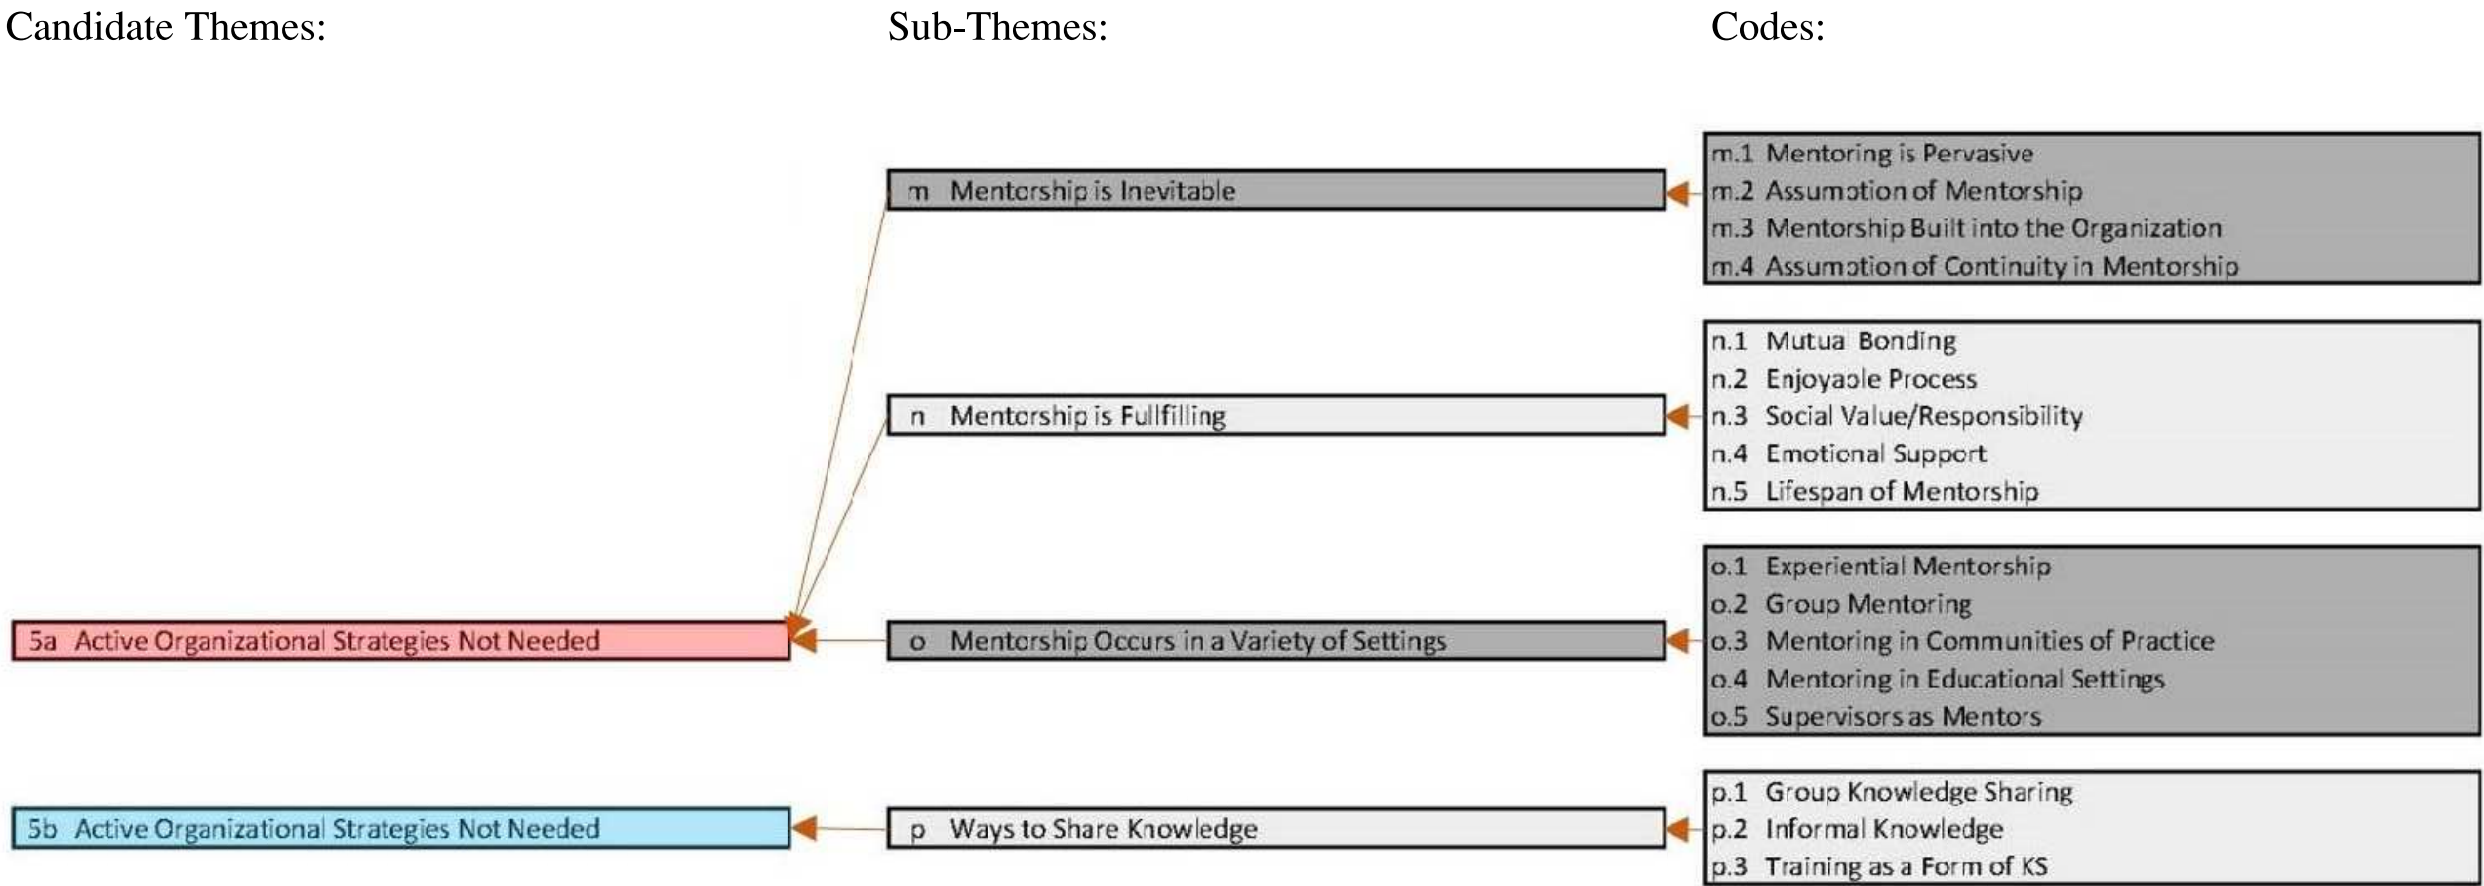 Candidate Themes:
Sub-Themes:
Codes:
m Mentorship is Inevitable
m.1 Mentoring is Pervasive
m.2 Assumption of Mentorship
m.3 Mentorship Built into the Organization
m.4 Assumption of Continuity in Mentorship
n Mentorship is Fullfilling
n.1 Mutual Bonding
n.2 Enjoyable Process
n.3 Social Value/Responsibility
n.4 Emotional Support
n.5 Lifespan of Mentorship
5a Active Organizational Strategies Not Needed
o Mentorship Occurs in a Variety of Settings
o.1 Experiential Mentorship
o.2 Group Mentoring
o.3 Mentoring in Communities of Practice
o.4 Mentoring in Educational Settings
o.5 Supervisors as Mentors
5b Active Organizational Strategies Not Needed
p Ways to Share Knowledge
p.1 Group Knowledge Sharing
p.2 Informal Knowledge
p.3 Training as a Form of KS